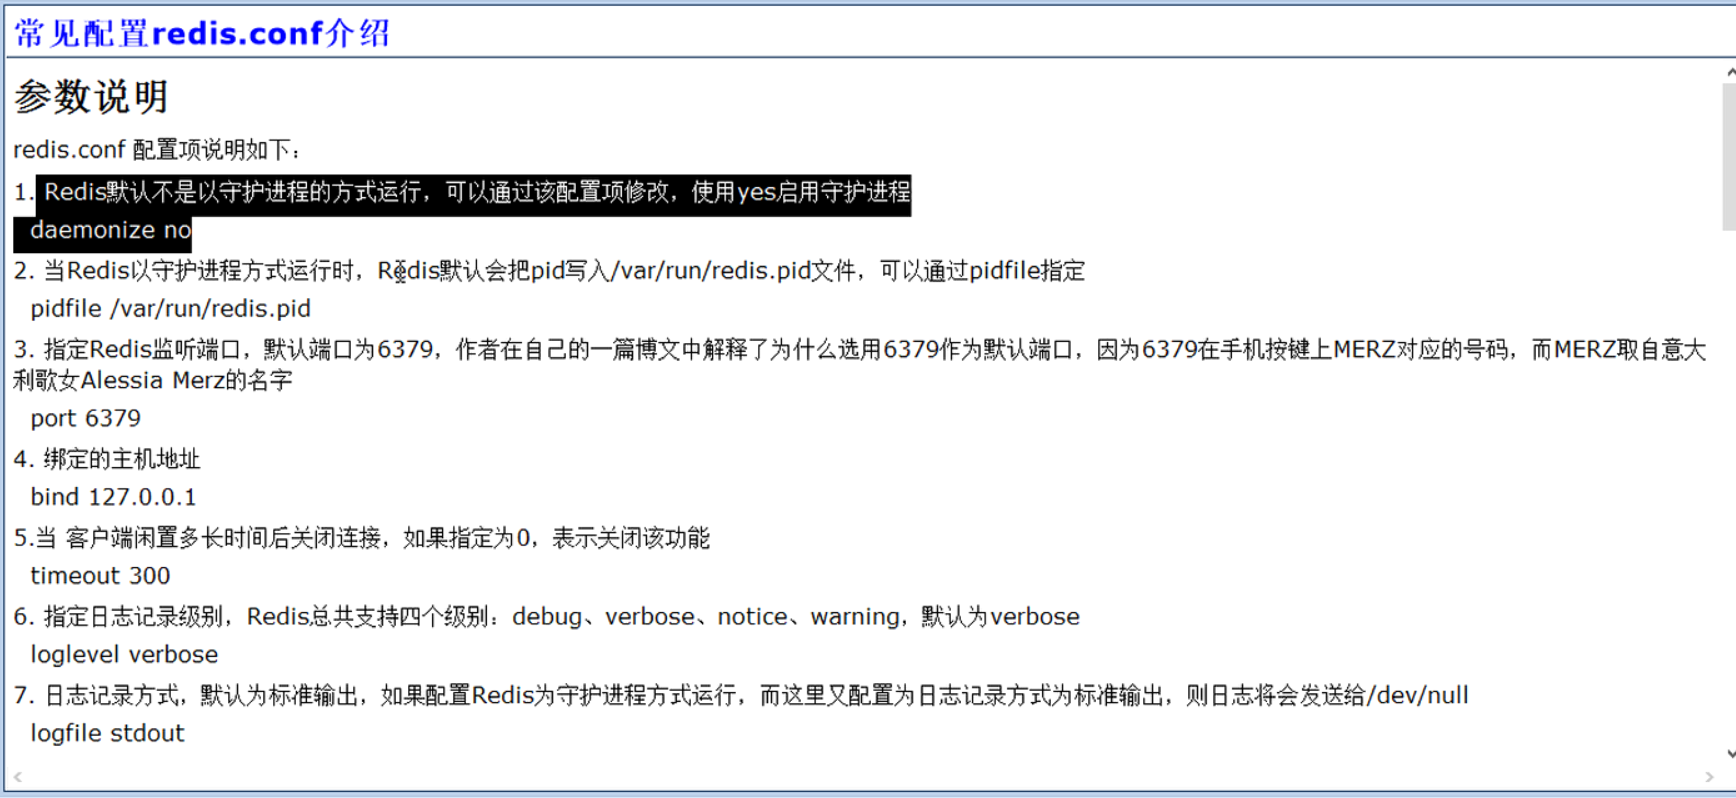 常见配置redis.conf介绍
参数说明
redis.conf 配置项说明如下：
1. Redis默认不是以守护进程的方式运行，可以通过该配置项修改，使用yes启用守护进程
daemonize no
2. 当Redis以守护进程方式运行时，Redis默认会把pid写入/var/run/redis.pid文件，可以通过pidfile指定
pidfile /var/run/redis.pid
3. 指定Redis监听端口，默认端口为6379，作者在自己的一篇博文中解释了为什么选用6379作为默认端口，因为6379在手机按键上MERZ对应的号码，而MERZ取自意大
利歌女Alessia Merz的名字
port 6379
4. 绑定的主机地址
bind 127.0.0.1
5.当 客户端闲置多长时间后关闭连接，如果指定为0，表示关闭该功能
timeout 300
6. 指定日志记录级别，Redis总共支持四个级别：debug、verbose、notice、warning，默认为verbose
loglevel verbose
7. 日志记录方式，默认为标准输出，如果配置Redis为守护进程方式运行，而这里又配置为日志记录方式为标准输出，则日志将会发送给/dev/null
logfile stdout